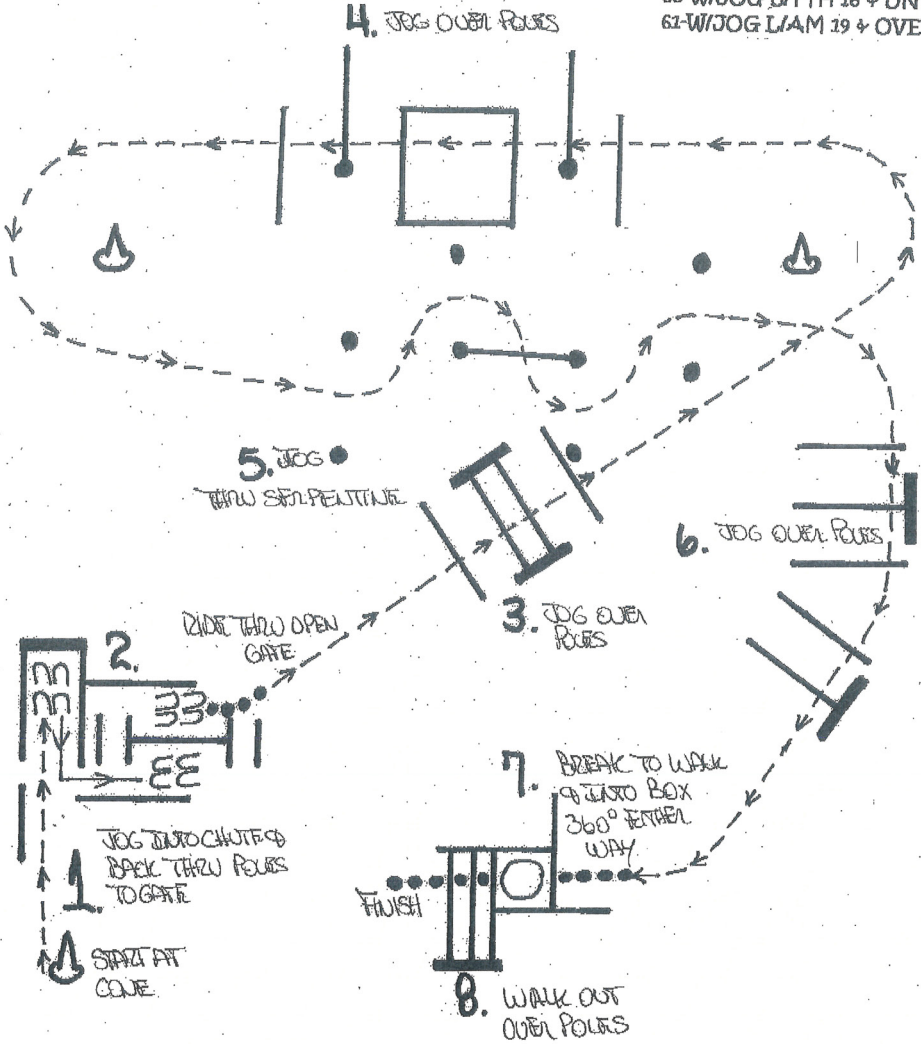 61-W/JOG L/AM 19 & OVE
4. JOG OVER POLES
5. JOG
THRU SERPENTINE
6. JOG OVER POLES
3. JOG OVER
POLES
RIDE THRU OPEN
GATE
2.
7. BREAK TO WALK
& INTO BOX
360° EITHER
WAY
1 JOG INTO CHUTE &
BACK THRU POLES
TO GATE
FINISH
START AT
CONE
8. WALK OUT
OVER POLES